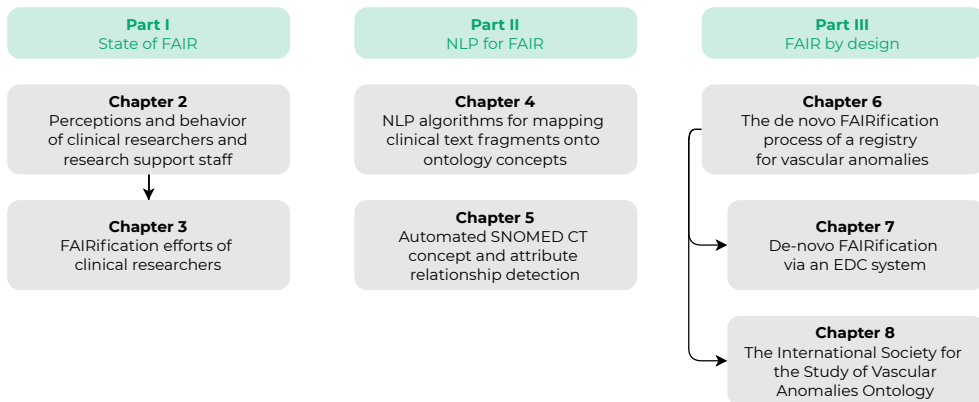 Part I
State of FAIR
Chapter 2
Perceptions and behavior
of clinical researchers and
research support staff
Chapter 3
FAIRification efforts of
clinical researchers
Part II
NLP for FAIR
Chapter 4
NLP algorithms for mapping
clinical text fragments onto
ontology concepts
Chapter 5
Automated SNOMED CT
concept and attribute
relationship detection
Part III
FAIR by design
Chapter 6
The de novo FAIRification
process of a registry
for vascular anomalies
Chapter 7
De-novo FAIRification
via an EDC system
Chapter 8
The International Society for
the Study of Vascular
Anomalies Ontology